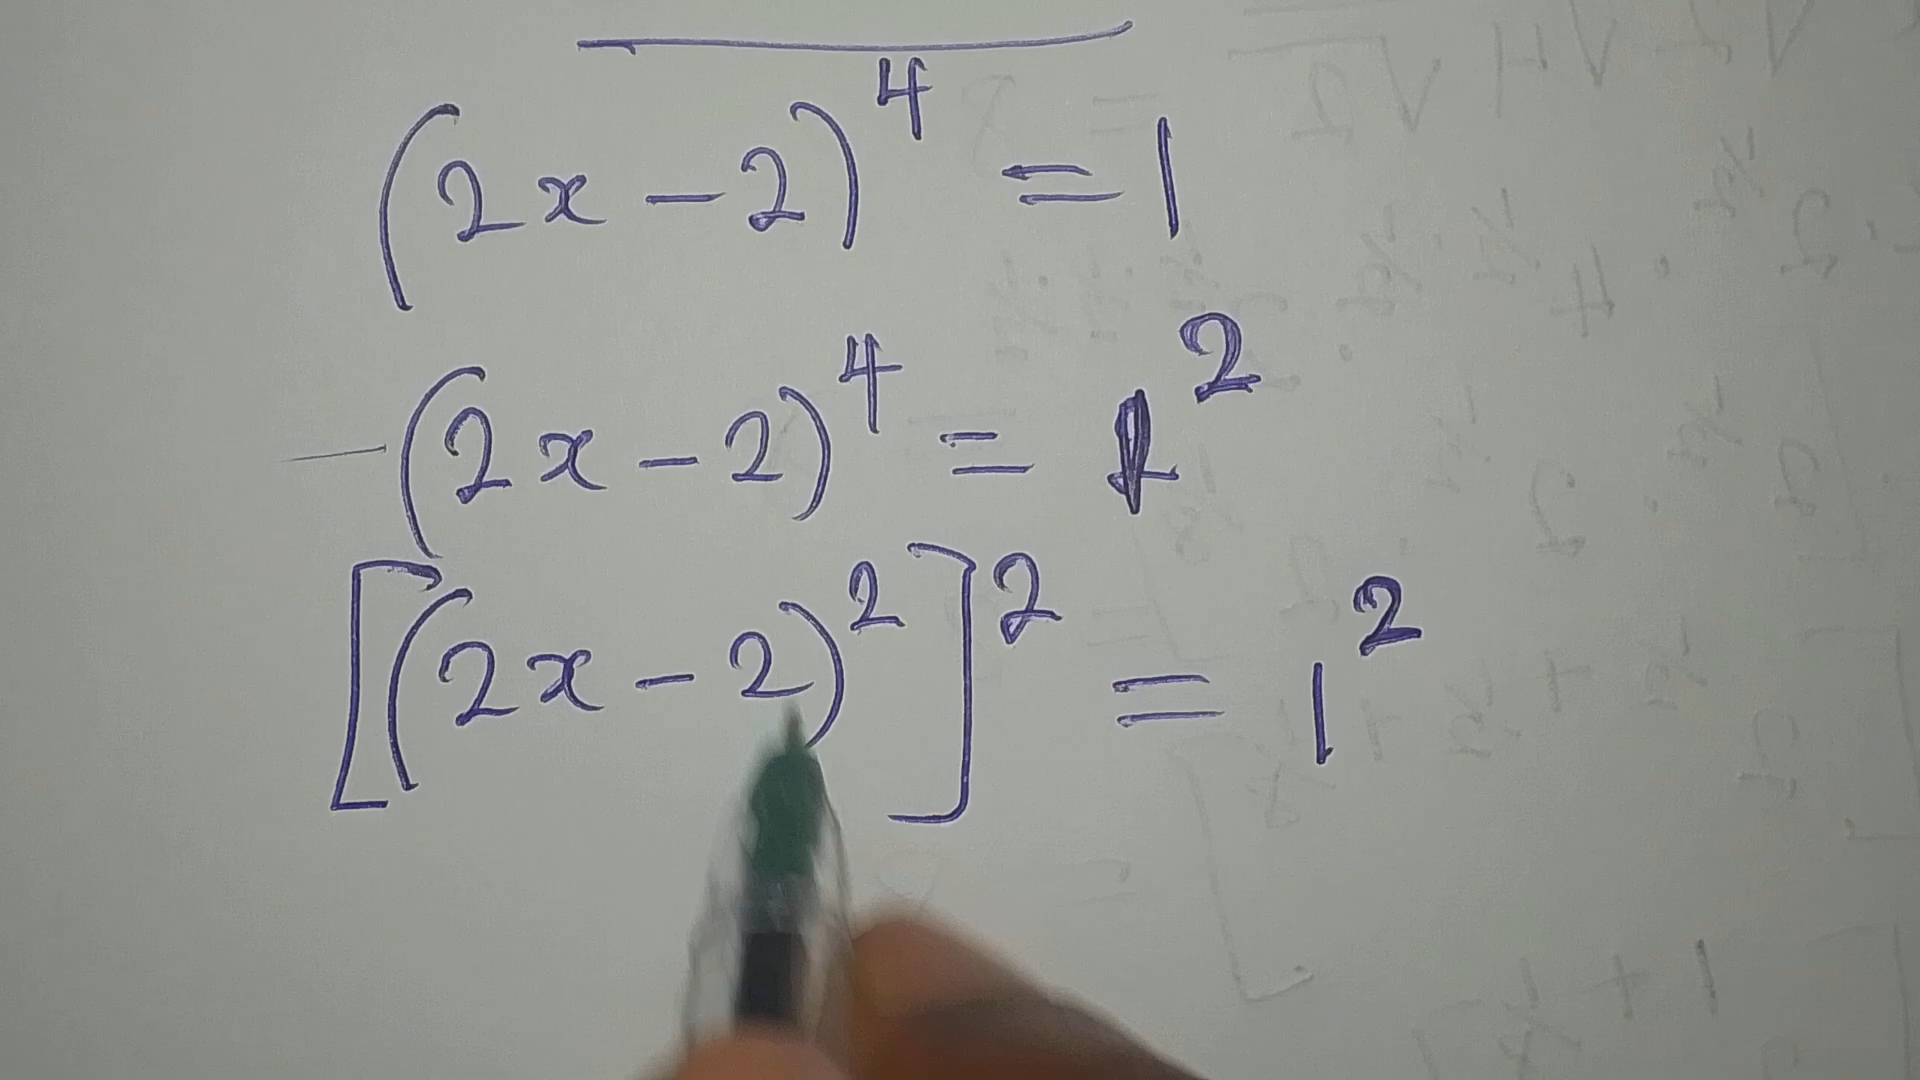 (2x - 2)⁴ = 1
(2x - 2)⁴ = 1²
[(2x - 2)²]² = 1²